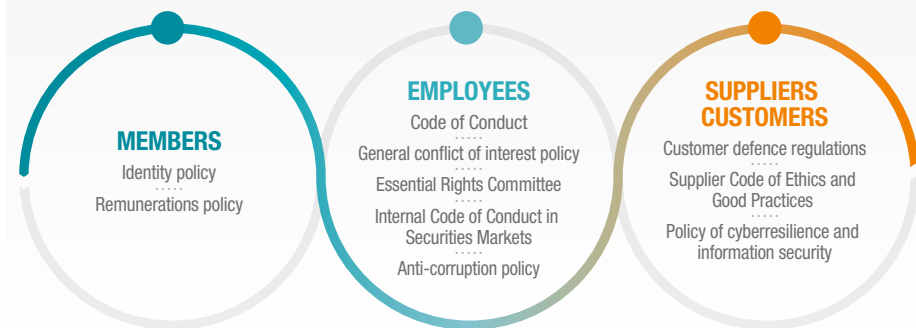 MEMBERS
Identity policy
Remunerations policy
EMPLOYEES
Code of Conduct
General conflict of interest policy
Essential Rights Committee
Internal Code of Conduct in
Securities Markets
Anti-corruption policy
SUPPLIERS
CUSTOMERS
Customer defence regulations
Supplier Code of Ethics and
Good Practices
Policy of cyberresilience and
information security